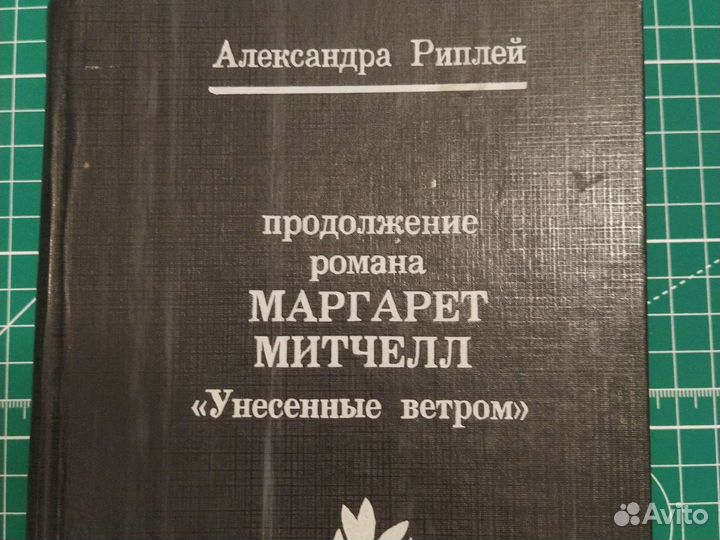 Александра Риплей
продолжение
романа
МАРГАРЕТ
МИТЧЕЛЛ
«Унесенные ветром»
Avito